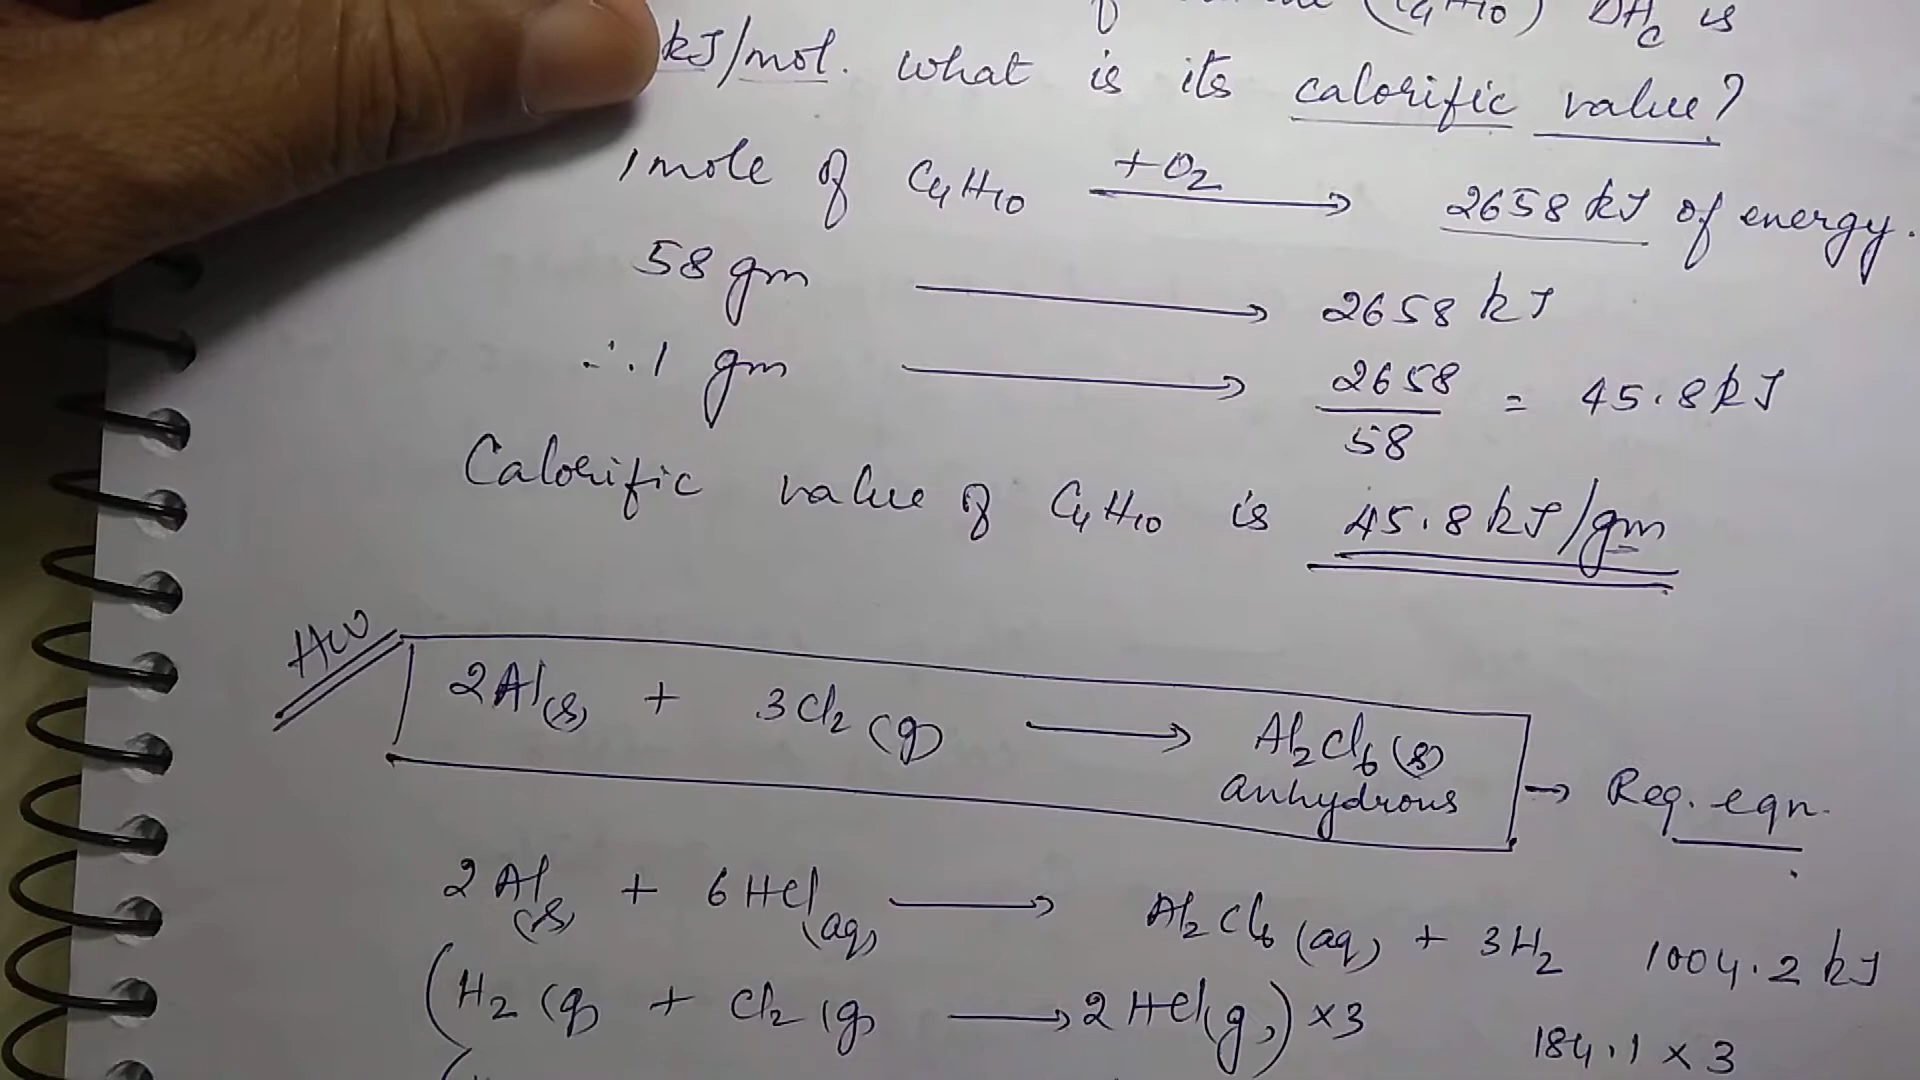 (C4H10) ΔHc is
kJ/mol. What is its calorific value?
1 mole of C4H10 +O2 → 2658 kJ of energy.
58 gm → 2658 kJ
∴ 1 gm → 2658/58 = 45.8 kJ
Calorific value of C4H10 is 45.8 kJ/gm
HW
2Al(s) + 3Cl2(g) → Al2Cl6(s) → Req. eqn.
anhydrous
2Al(s) + 6HCl(aq) → Al2Cl6(aq) + 3H2 1004.2 kJ
(H2(g) + Cl2(g) → 2HCl(g)) ×3 184.1 × 3